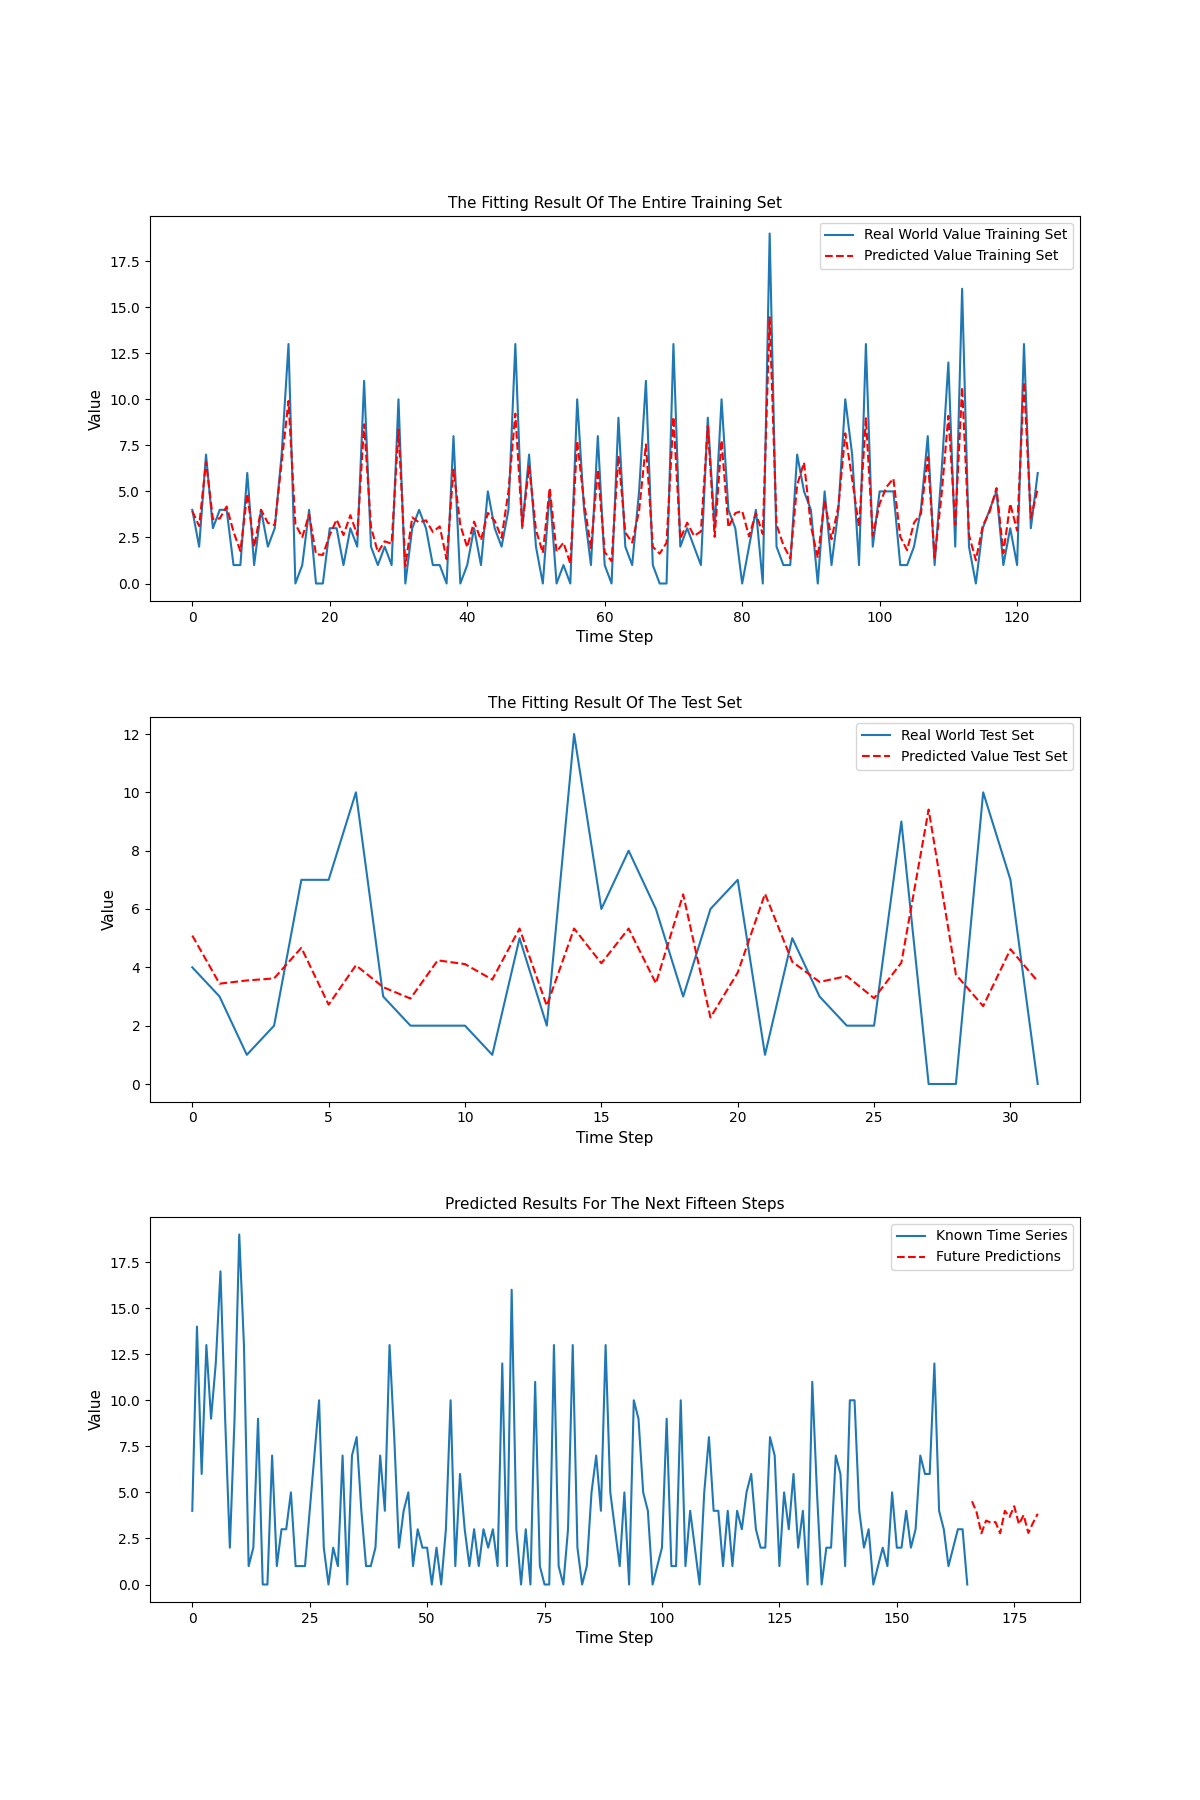 The Fitting Result Of The Entire Training Set
Real World Value Training Set
Predicted Value Training Set
Value
17.5
15.0
12.5
10.0
7.5
5.0
2.5
0.0
0 20 40 60 80 100 120
Time Step
The Fitting Result Of The Test Set
Real World Test Set
Predicted Value Test Set
Value
12
10
8
6
4
2
0
0 5 10 15 20 25 30
Time Step
Predicted Results For The Next Fifteen Steps
Known Time Series
Future Predictions
Value
17.5
15.0
12.5
10.0
7.5
5.0
2.5
0.0
0 25 50 75 100 125 150 175
Time Step